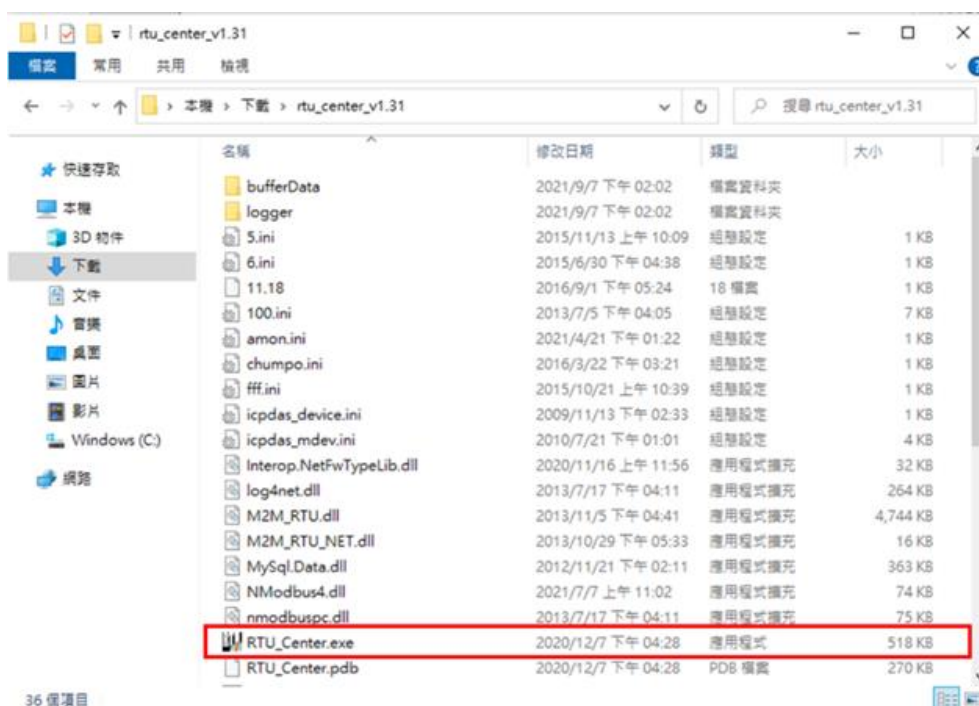 rtu_center_v1.31
檔案 常用 共用 檢視
本機 > 下載 > rtu_center_v1.31 搜尋 rtu_center_v1.31
名稱 修改日期 類型 大小
快速存取
本機
3D 物件
下載
文件
音樂
桌面
圖片
影片
Windows (C:)
網路
bufferData 2021/9/7 下午 02:02 檔案資料夾
logger 2021/9/7 下午 02:02 檔案資料夾
5.ini 2015/11/13 上午 10:09 組態設定 1 KB
6.ini 2015/6/30 下午 04:38 組態設定 1 KB
11.18 2016/9/1 下午 05:24 18 檔案 1 KB
100.ini 2013/7/5 下午 04:05 組態設定 7 KB
amon.ini 2021/4/21 下午 01:22 組態設定 1 KB
chumpo.ini 2016/3/22 下午 03:21 組態設定 1 KB
fff.ini 2015/10/21 上午 10:39 組態設定 1 KB
icpdas_device.ini 2009/11/13 下午 02:33 組態設定 1 KB
icpdas_mdev.ini 2010/7/21 下午 01:01 組態設定 4 KB
Interop.NetFwTypeLib.dll 2020/11/16 上午 11:56 應用程式擴充 32 KB
log4net.dll 2013/7/17 下午 04:11 應用程式擴充 264 KB
M2M_RTU.dll 2013/11/5 下午 04:41 應用程式擴充 4,744 KB
M2M_RTU_NET.dll 2013/10/29 下午 05:33 應用程式擴充 16 KB
MySql.Data.dll 2012/11/21 下午 02:11 應用程式擴充 363 KB
NModbus4.dll 2021/7/7 上午 11:02 應用程式擴充 74 KB
nmodbuspc.dll 2013/7/17 下午 04:11 應用程式擴充 75 KB
RTU_Center.exe 2020/12/7 下午 04:28 應用程式 518 KB
RTU_Center.pdb 2020/12/7 下午 04:28 PDB 檔案 270 KB
36 個項目